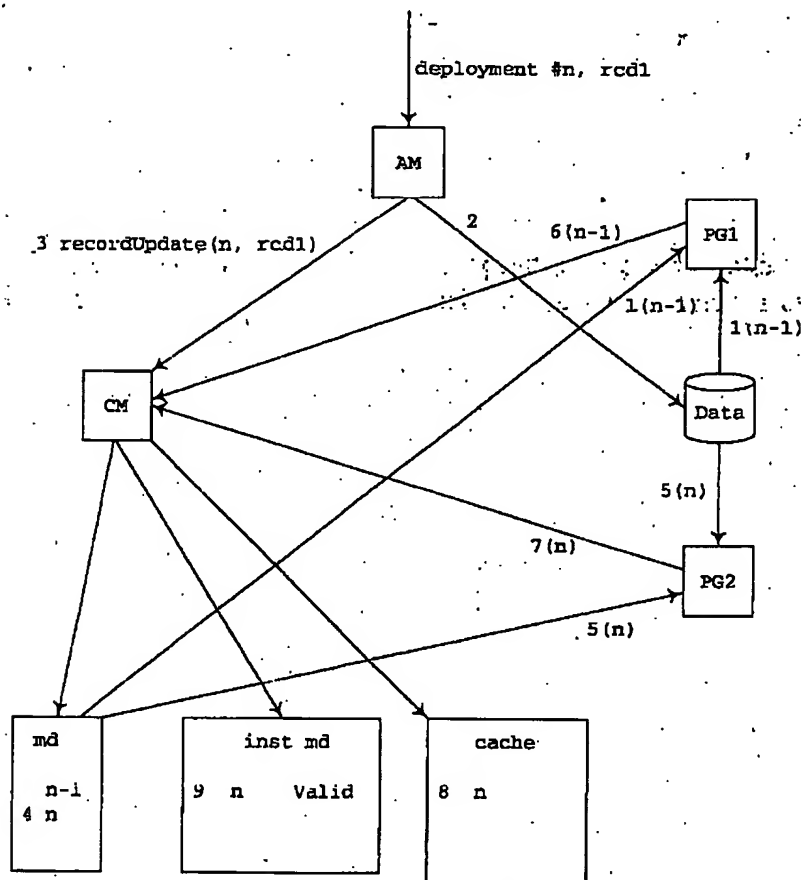 deployment #n, rcd1
AM
3 recordUpdate(n, rcd1)
2
6(n-1)
PG1
1(n-1)
1(n-1)
CM
Data
5(n)
7(n)
PG2
5(n)
md
n-1
4 n
inst md
9 n Valid
cache
8 n